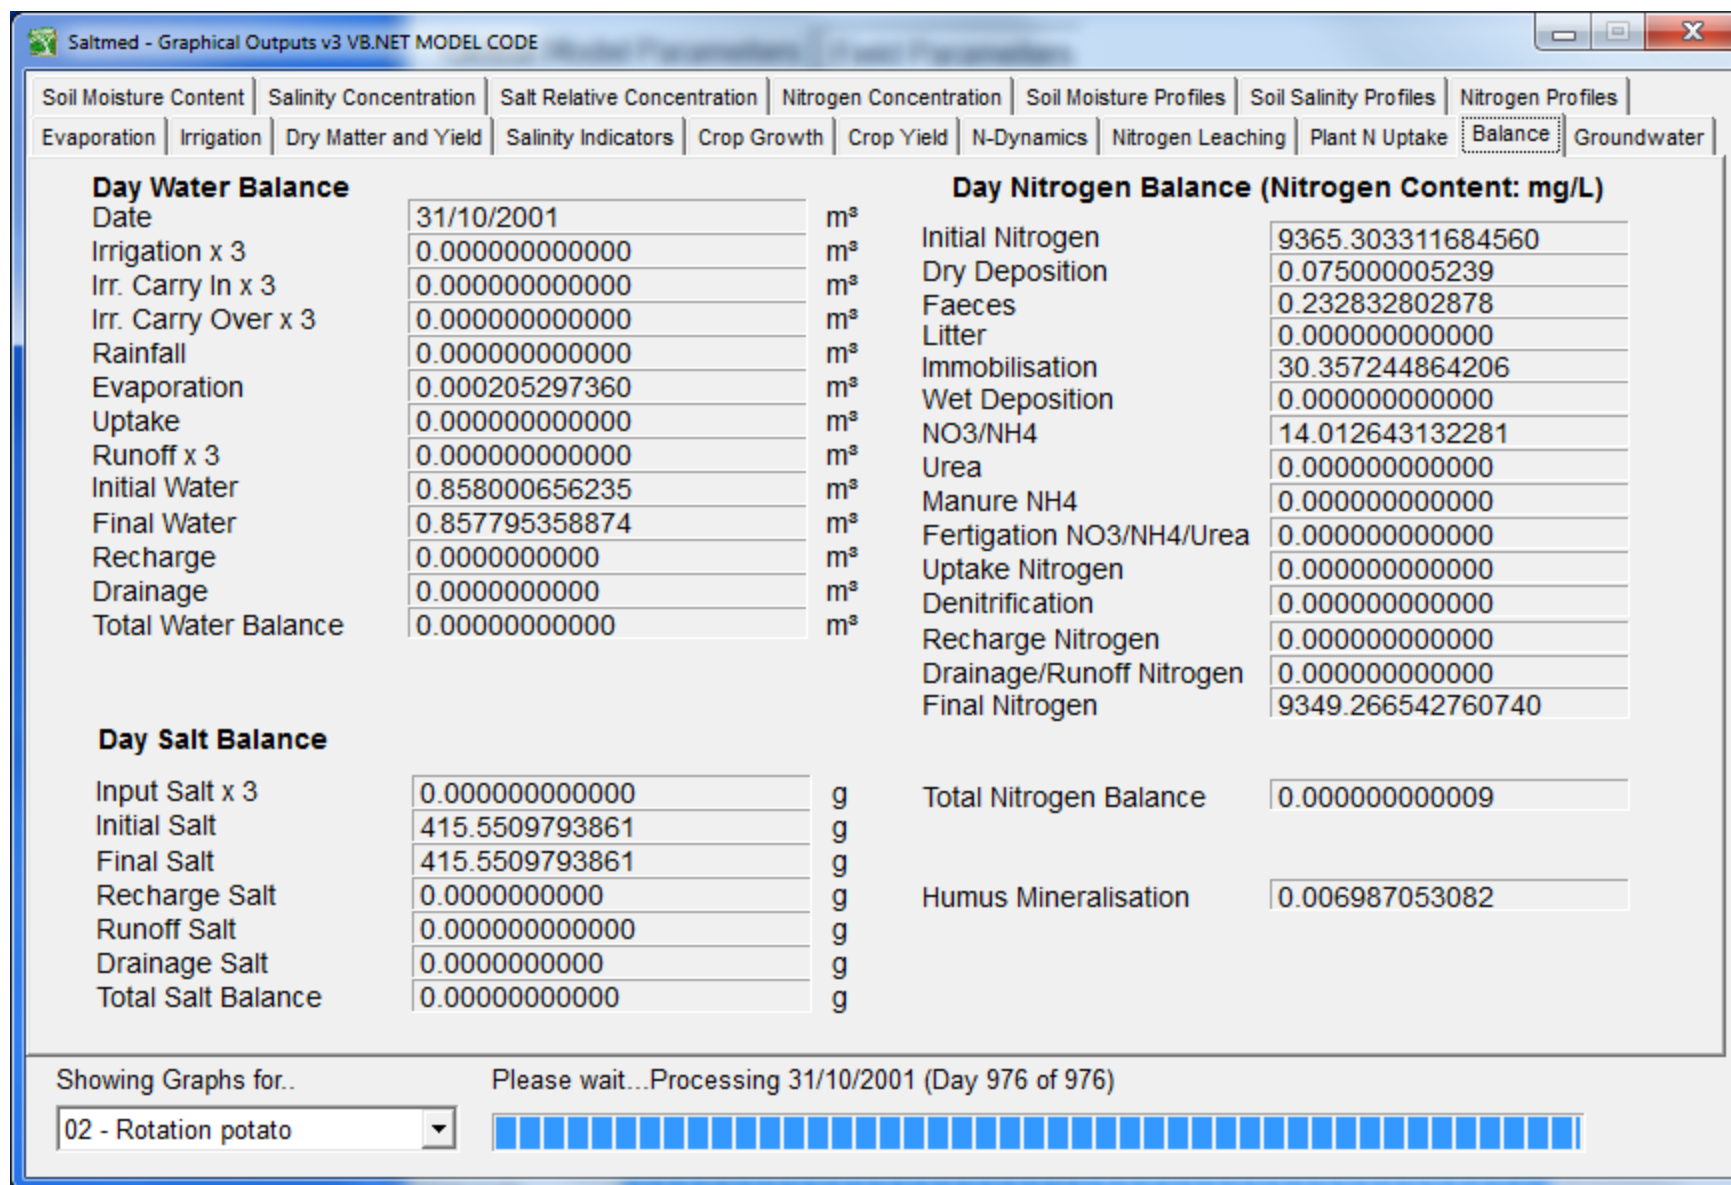 Saltmed - Graphical Outputs v3 VB.NET MODEL CODE
Soil Moisture Content Salinity Concentration Salt Relative Concentration Nitrogen Concentration Soil Moisture Profiles Soil Salinity Profiles Nitrogen Profiles
Evaporation Irrigation Dry Matter and Yield Salinity Indicators Crop Growth Crop Yield N-Dynamics Nitrogen Leaching Plant N Uptake Balance Groundwater
Day Water Balance
Date 31/10/2001 m³
Irrigation x 3 0.000000000000 m³
Irr. Carry In x 3 0.000000000000 m³
Irr. Carry Over x 3 0.000000000000 m³
Rainfall 0.000000000000 m³
Evaporation 0.000205297360 m³
Uptake 0.000000000000 m³
Runoff x 3 0.000000000000 m³
Initial Water 0.858000656235 m³
Final Water 0.857795358874 m³
Recharge 0.0000000000 m³
Drainage 0.0000000000 m³
Total Water Balance 0.00000000000 m³
Day Salt Balance
Input Salt x 3 0.000000000000 g
Initial Salt 415.5509793861 g
Final Salt 415.5509793861 g
Recharge Salt 0.0000000000 g
Runoff Salt 0.000000000000 g
Drainage Salt 0.0000000000 g
Total Salt Balance 0.00000000000 g
Day Nitrogen Balance (Nitrogen Content: mg/L)
Initial Nitrogen 9365.303311684560
Dry Deposition 0.075000005239
Faeces 0.232832802878
Litter 0.000000000000
Immobilisation 30.357244864206
Wet Deposition 0.000000000000
NO3/NH4 14.012643132281
Urea 0.000000000000
Manure NH4 0.000000000000
Fertigation NO3/NH4/Urea 0.000000000000
Uptake Nitrogen 0.000000000000
Denitrification 0.000000000000
Recharge Nitrogen 0.000000000000
Drainage/Runoff Nitrogen 0.000000000000
Final Nitrogen 9349.266542760740
Total Nitrogen Balance 0.000000000009
Humus Mineralisation 0.006987053082
Showing Graphs for.. Please wait...Processing 31/10/2001 (Day 976 of 976)
02 - Rotation potato